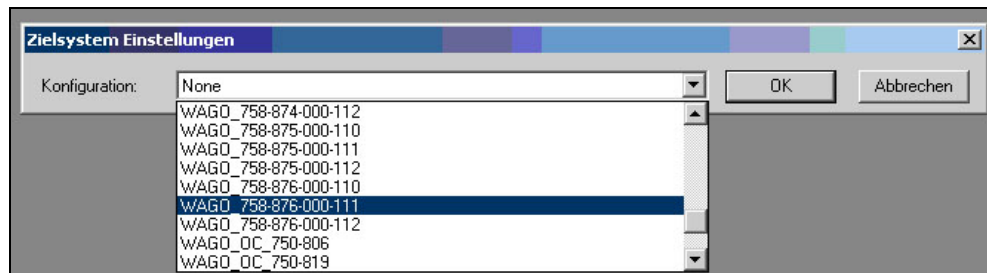 Zielsystem Einstellungen
Konfiguration: None OK Abbrechen
WAGO_758-874-000-112
WAGO_758-875-000-110
WAGO_758-875-000-111
WAGO_758-875-000-112
WAGO_758-876-000-110
WAGO_758-876-000-111
WAGO_758-876-000-112
WAGO_OC_750-806
WAGO_OC_750-819